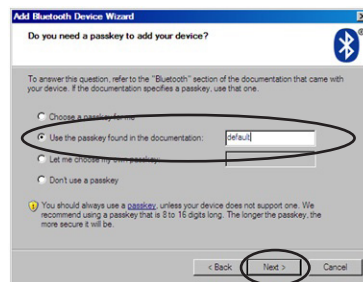 Add Bluetooth Device Wizard
Do you need a passkey to add your device?
To answer this question, refer to the "Bluetooth" section of the documentation that came with
your device. If the documentation specifies a passkey, use that one.
Choose a passkey for me
Use the passkey found in the documentation: default
Let me choose my own passkey:
Don't use a passkey
You should always use a passkey, unless your device does not support one. We
recommend using a passkey that is 8 to 16 digits long. The longer the passkey, the
more secure it will be.
< Back Next > Cancel